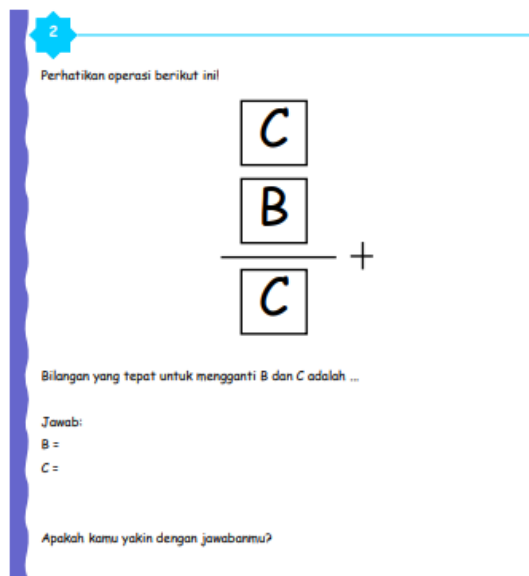 2
Perhatikan operasi berikut ini!
C
B
+
C
Bilangan yang tepat untuk mengganti B dan C adalah ...
Jawab:
B =
C =
Apakah kamu yakin dengan jawabanmu?